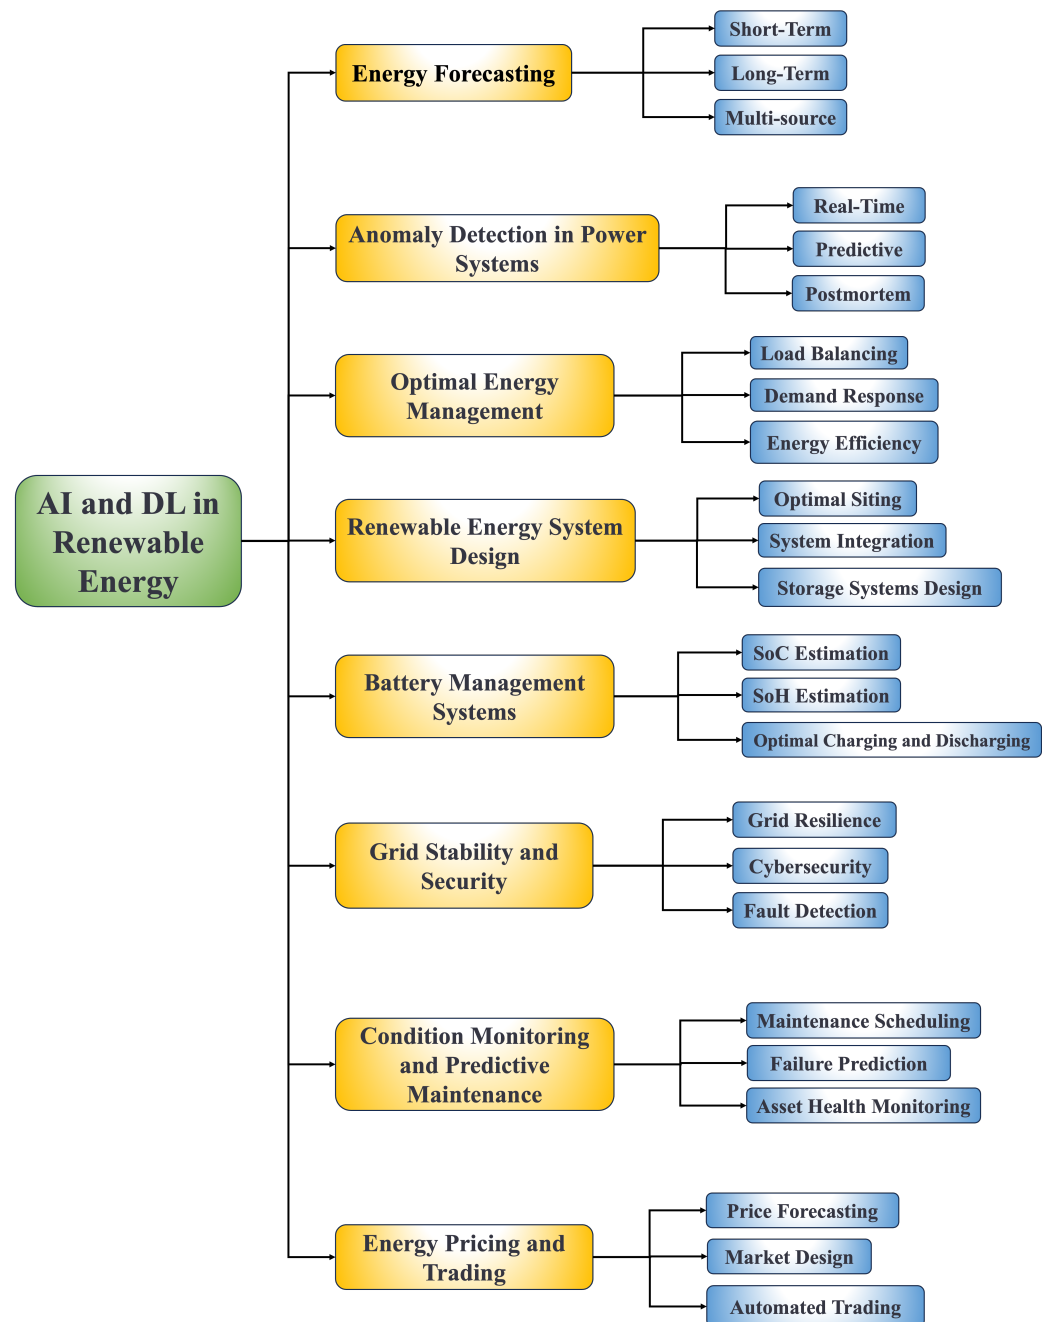 AI and DL in
Renewable
Energy
Energy Forecasting
Short-Term
Long-Term
Multi-source
Anomaly Detection in Power
Systems
Real-Time
Predictive
Postmortem
Optimal Energy
Management
Load Balancing
Demand Response
Energy Efficiency
Renewable Energy System
Design
Optimal Siting
System Integration
Storage Systems Design
Battery Management
Systems
SoC Estimation
SoH Estimation
Optimal Charging and Discharging
Grid Stability and
Security
Grid Resilience
Cybersecurity
Fault Detection
Condition Monitoring
and Predictive
Maintenance
Maintenance Scheduling
Failure Prediction
Asset Health Monitoring
Energy Pricing and
Trading
Price Forecasting
Market Design
Automated Trading